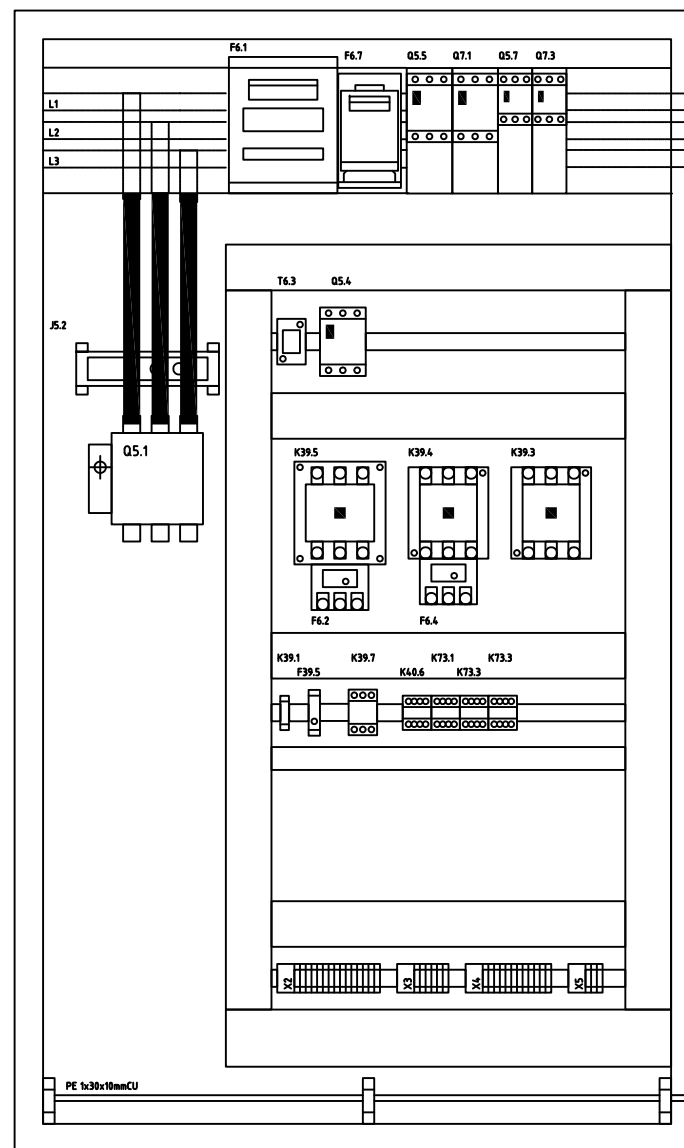 F6.1
F6.7
Q5.5
Q7.1
Q5.7
Q7.3
L1
L2
L3
T6.3
Q5.4
J5.2
Q5.1
K39.5
K39.4
K39.3
F6.2
F6.4
K39.1
K39.7
K73.1
K73.3
F39.5
K40.6
K73.3
X2
X3
X4
X5
PE 1x30x10mmCU